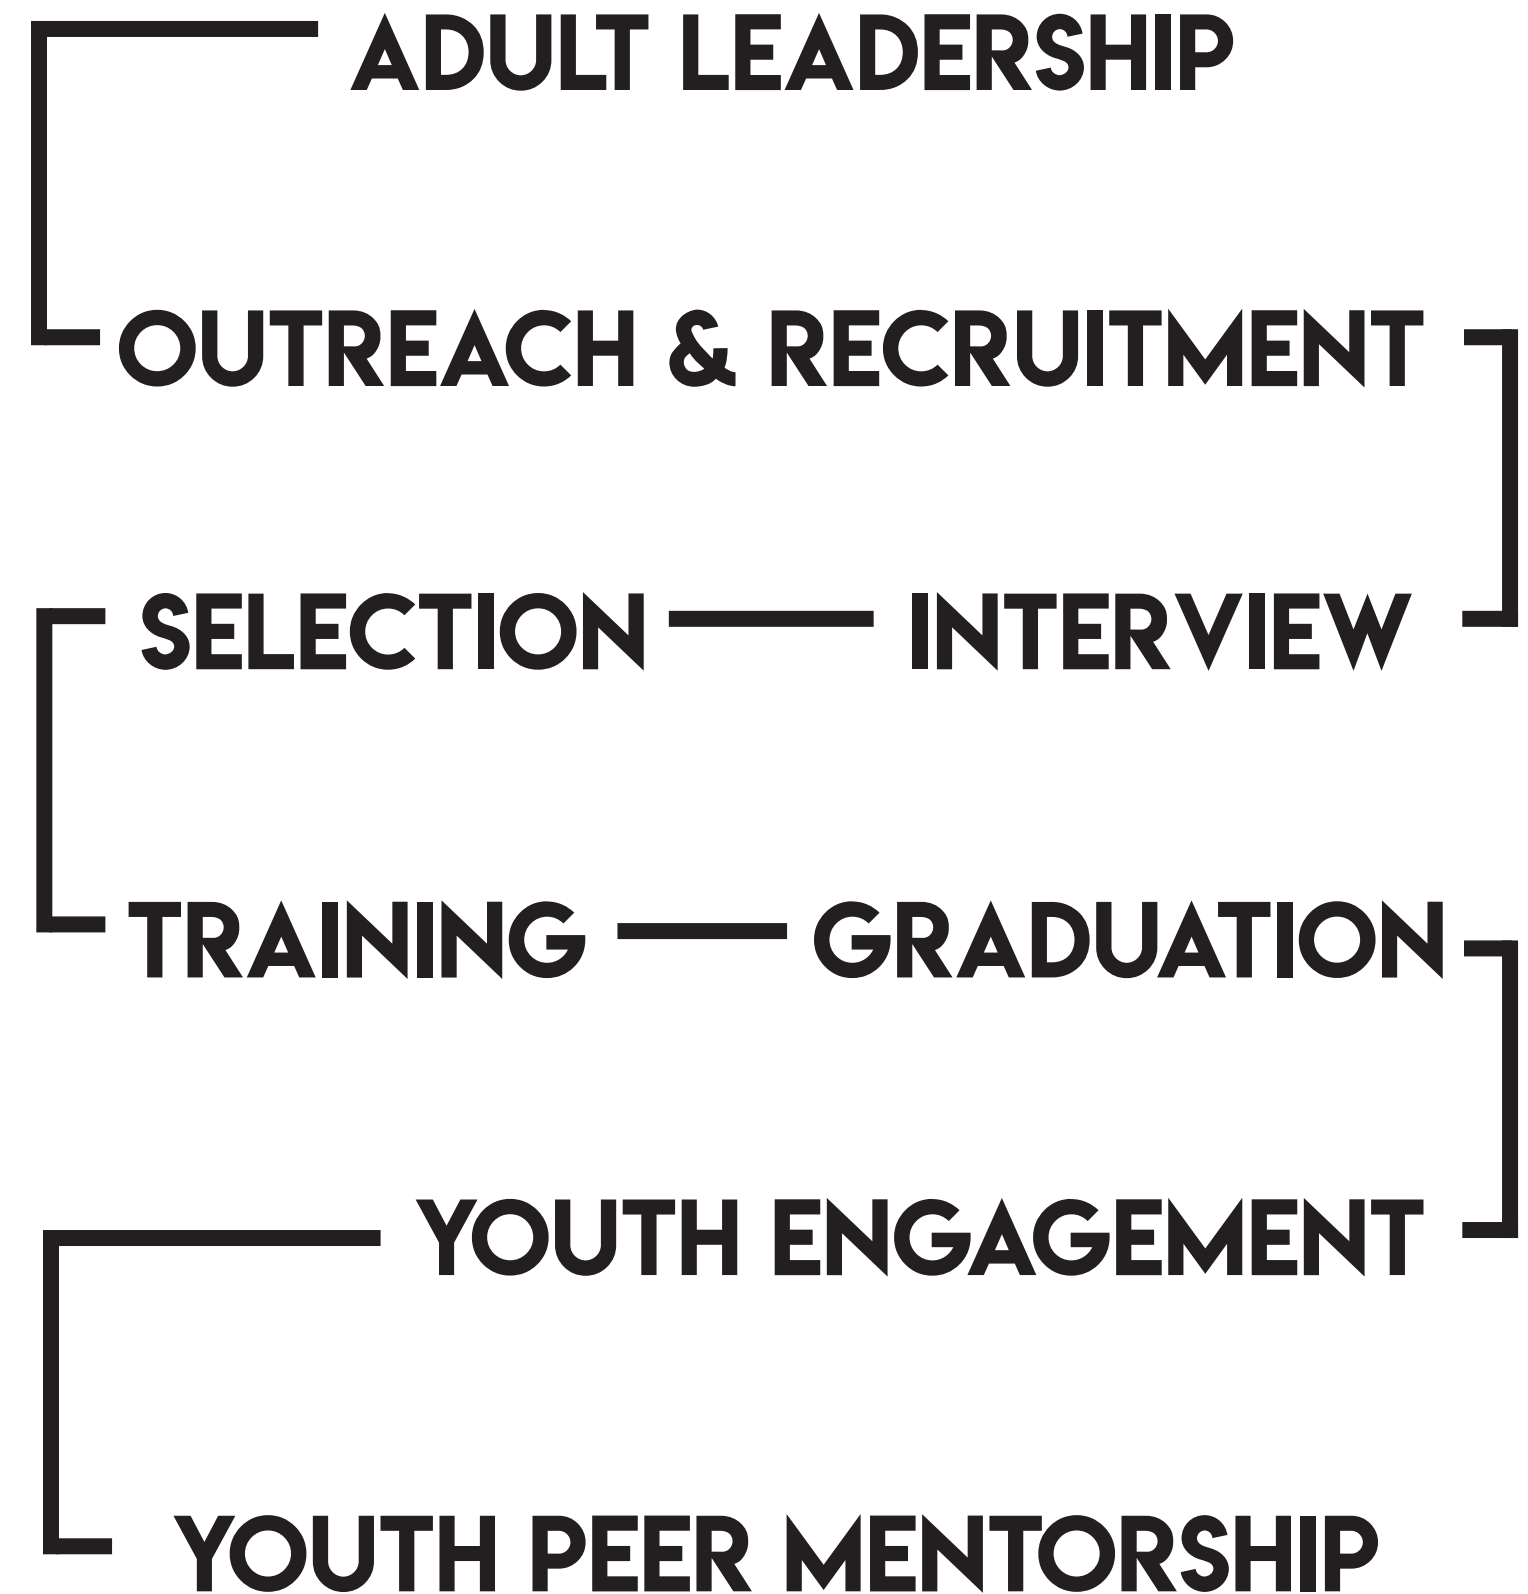 ADULT LEADERSHIP
OUTREACH & RECRUITMENT
SELECTION INTERVIEW
TRAINING GRADUATION
YOUTH ENGAGEMENT
YOUTH PEER MENTORSHIP